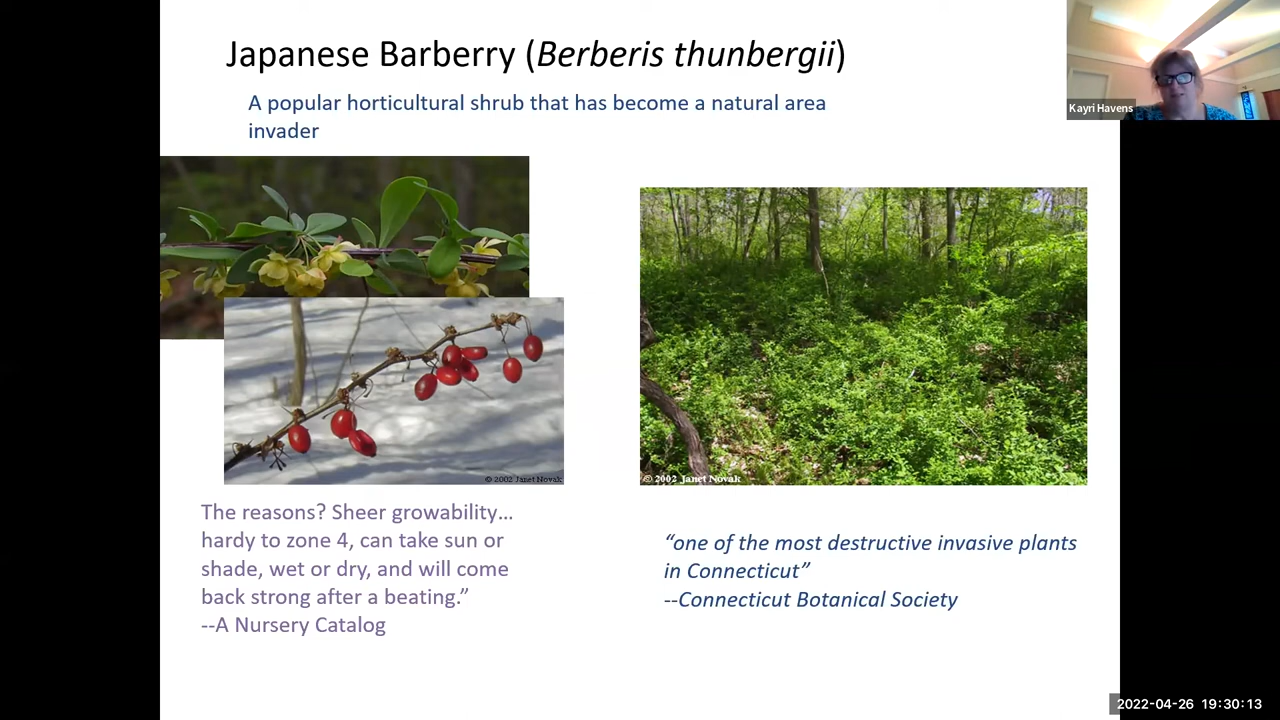 Japanese Barberry (Berberis thunbergii)
A popular horticultural shrub that has become a natural area
invader
Kayri Havens
© 2002 Janet Novak
© 2002 Janet Novak
The reasons? Sheer growability…
hardy to zone 4, can take sun or
shade, wet or dry, and will come
back strong after a beating.”
--A Nursery Catalog
“one of the most destructive invasive plants
in Connecticut”
--Connecticut Botanical Society
2022-04-26 19:30:13